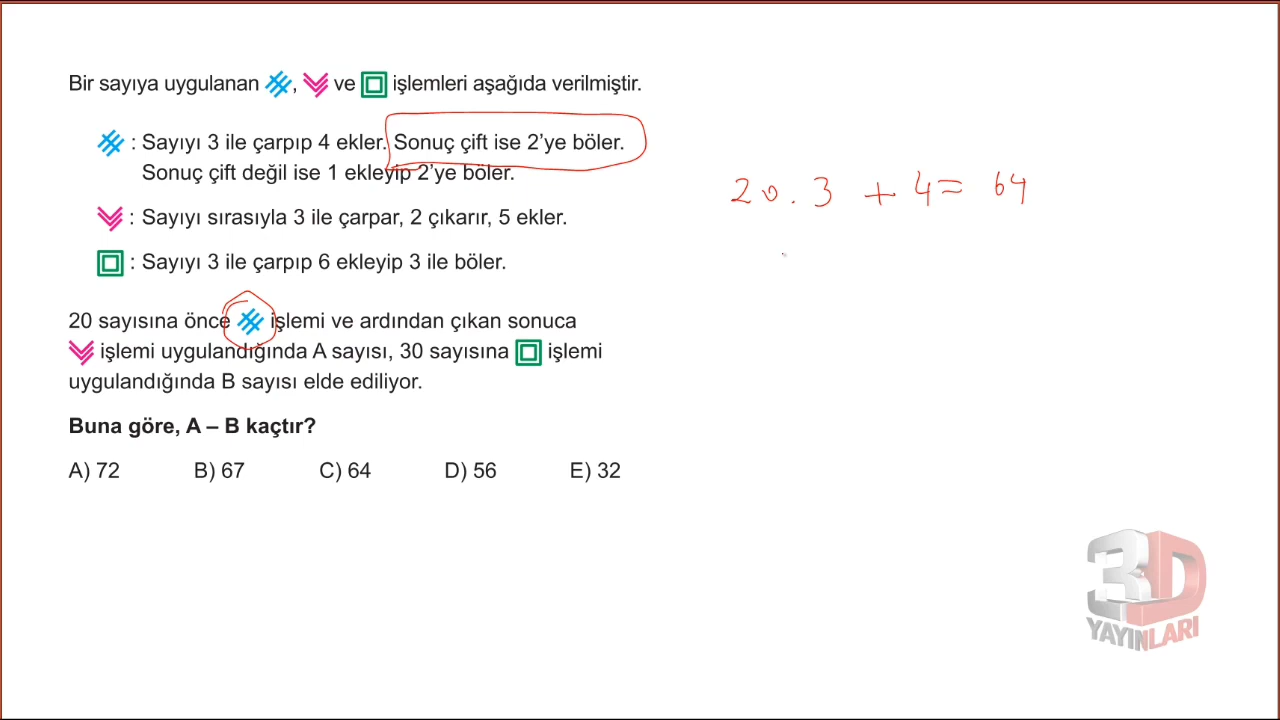 Bir sayıya uygulanan , ve işlemleri aşağıda verilmiştir.
: Sayıyı 3 ile çarpıp 4 ekler. Sonuç çift ise 2'ye böler.
Sonuç çift değil ise 1 ekleyip 2'ye böler.
: Sayıyı sırasıyla 3 ile çarpar, 2 çıkarır, 5 ekler.
: Sayıyı 3 ile çarpıp 6 ekleyip 3 ile böler.
20 sayısına önce işlemi ve ardından çıkan sonuca
işlemi uygulandığında A sayısı, 30 sayısına işlemi
uygulandığında B sayısı elde ediliyor.
Buna göre, A – B kaçtır?
A) 72 B) 67 C) 64 D) 56 E) 32
20 . 3 + 4 = 64
3D
YAYINLARI